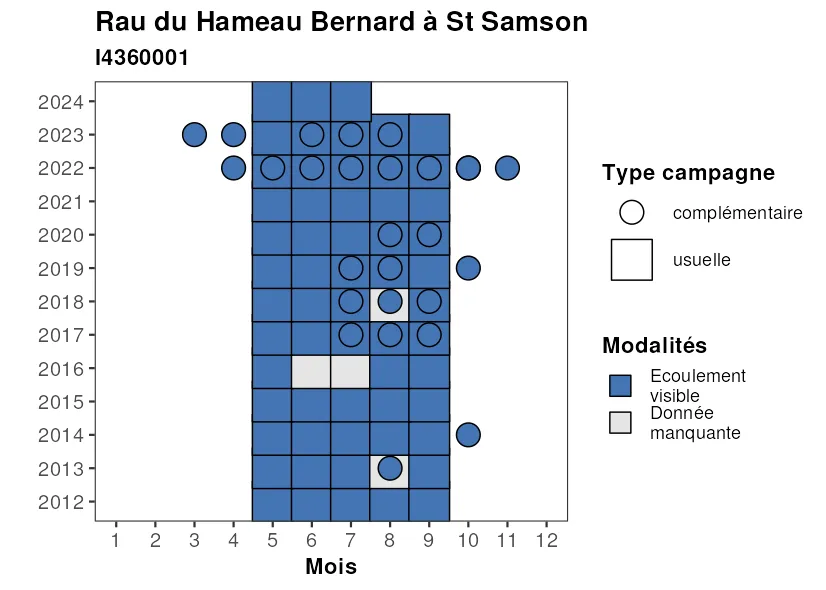 Rau du Hameau Bernard à St Samson
I4360001
2024
2023
2022
2021
2020
2019
2018
2017
2016
2015
2014
2013
2012
1 2 3 4 5 6 7 8 9 10 11 12
Mois
Type campagne
complémentaire
usuelle
Modalités
Ecoulement
visible
Donnée
manquante